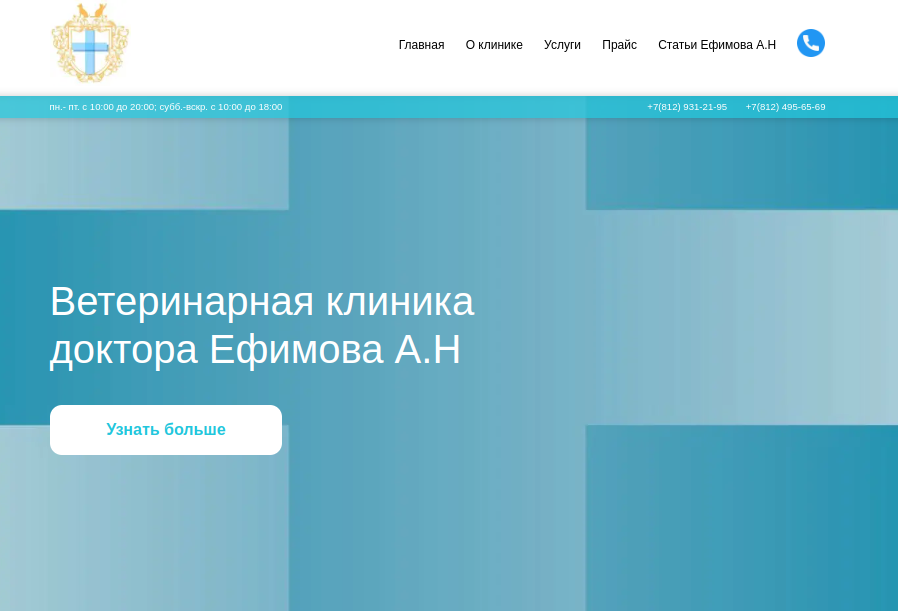 Главная О клинике Услуги Прайс Статьи Ефимова А.Н
пн.- пт. с 10:00 до 20:00; субб.-вскр. с 10:00 до 18:00 +7(812) 931-21-95 +7(812) 495-65-69
Ветеринарная клиника
доктора Ефимова А.Н
Узнать больше